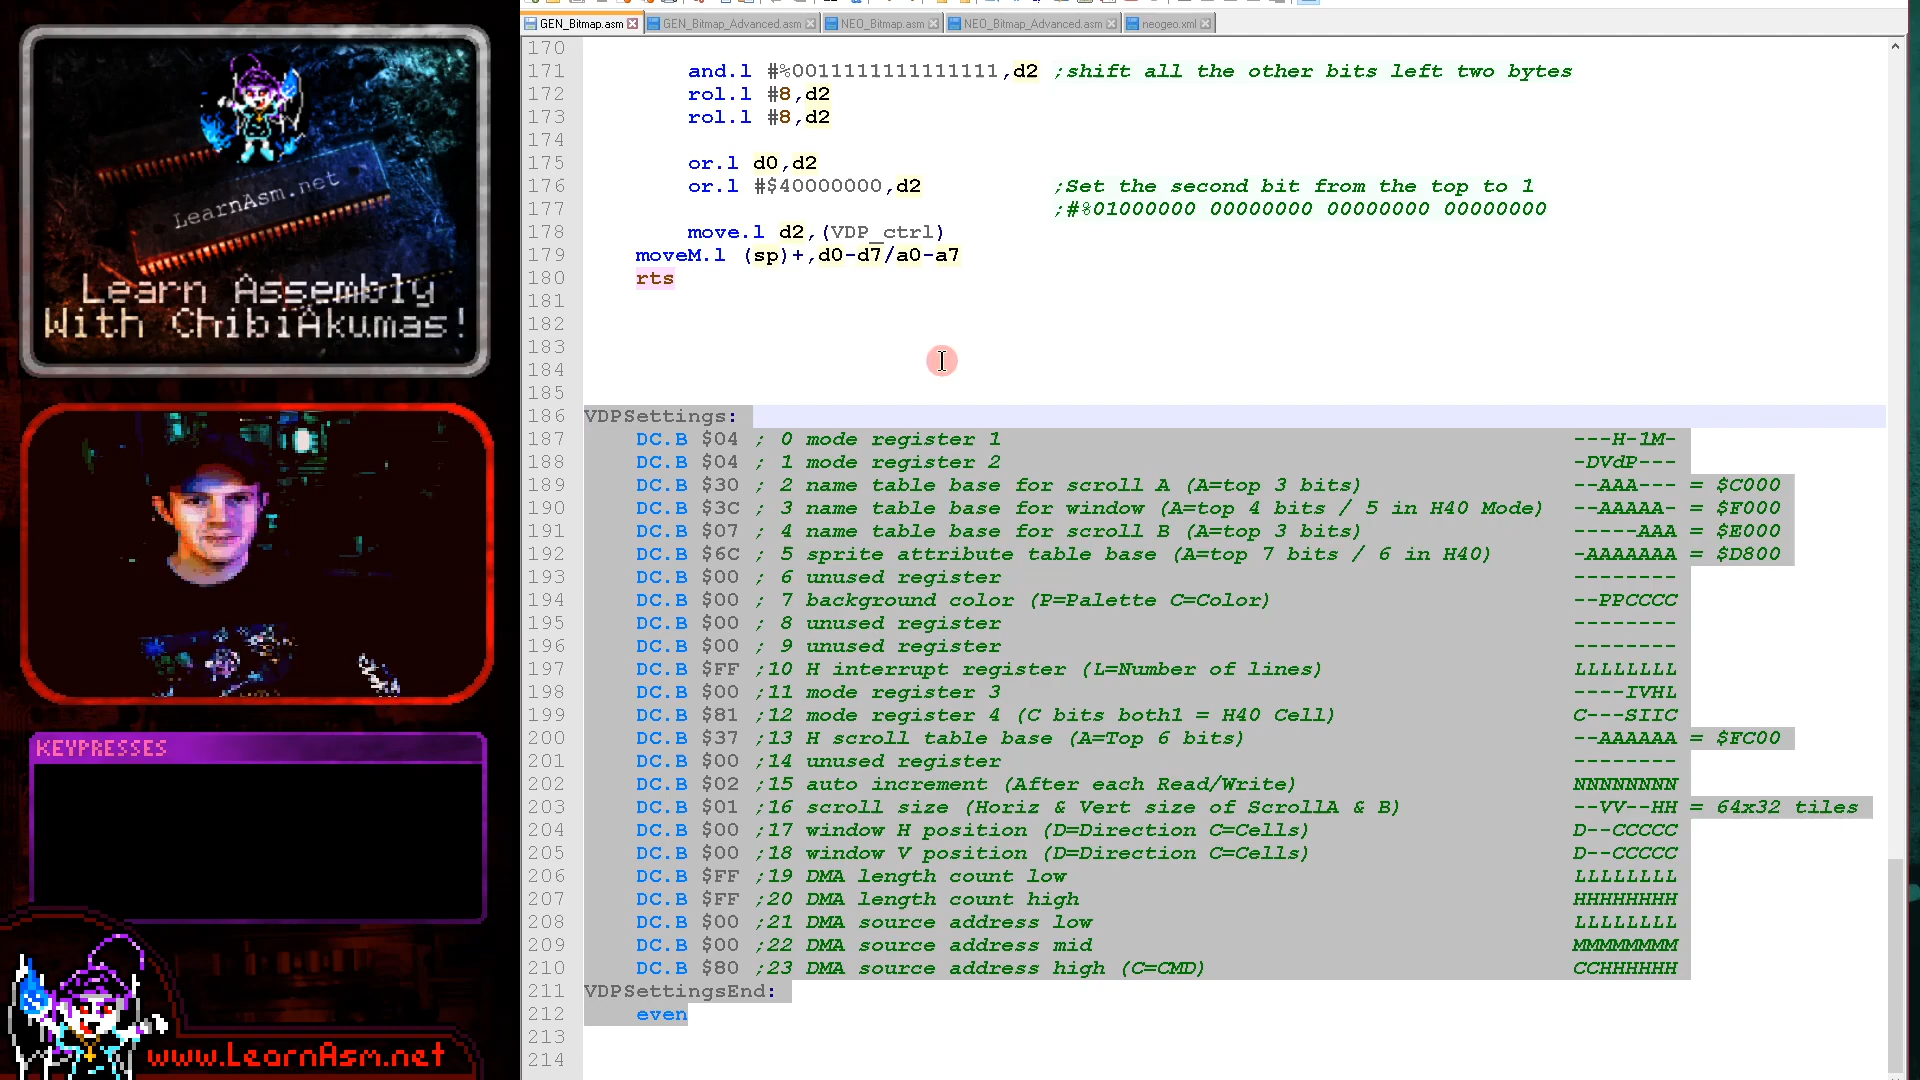 LearnAsm.net
Learn Assembly
With ChibiAkumas!
KEYPRESSES
www.LearnAsm.net
GEN_Bitmap.asm GEN_Bitmap_Advanced.asm NEO_Bitmap.asm NEO_Bitmap_Advanced.asm neogeo.xml
170
171 and.l #%0011111111111111,d2 ;shift all the other bits left two bytes
172 rol.l #8,d2
173 rol.l #8,d2
174
175 or.l d0,d2
176 or.l #$40000000,d2 ;Set the second bit from the top to 1
177 ;#%01000000 00000000 00000000 00000000
178 move.l d2,(VDP_ctrl)
179 moveM.l (sp)+,d0-d7/a0-a7
180 rts
181
182
183
184
185
186 VDPSettings:
187 DC.B $04 ; 0 mode register 1 ---H-1M-
188 DC.B $04 ; 1 mode register 2 -DVdP---
189 DC.B $30 ; 2 name table base for scroll A (A=top 3 bits) --AAA--- = $C000
190 DC.B $3C ; 3 name table base for window (A=top 4 bits / 5 in H40 Mode) --AAAAA- = $F000
191 DC.B $07 ; 4 name table base for scroll B (A=top 3 bits) -----AAA = $E000
192 DC.B $6C ; 5 sprite attribute table base (A=top 7 bits / 6 in H40) -AAAAAAA = $D800
193 DC.B $00 ; 6 unused register --------
194 DC.B $00 ; 7 background color (P=Palette C=Color) --PPCCCC
195 DC.B $00 ; 8 unused register --------
196 DC.B $00 ; 9 unused register --------
197 DC.B $FF ;10 H interrupt register (L=Number of lines) LLLLLLLL
198 DC.B $00 ;11 mode register 3 ----IVHL
199 DC.B $81 ;12 mode register 4 (C bits both1 = H40 Cell) C---SIIC
200 DC.B $37 ;13 H scroll table base (A=Top 6 bits) --AAAAAA = $FC00
201 DC.B $00 ;14 unused register --------
202 DC.B $02 ;15 auto increment (After each Read/Write) NNNNNNNN
203 DC.B $01 ;16 scroll size (Horiz & Vert size of ScrollA & B) --VV--HH = 64x32 tiles
204 DC.B $00 ;17 window H position (D=Direction C=Cells) D--CCCCC
205 DC.B $00 ;18 window V position (D=Direction C=Cells) D--CCCCC
206 DC.B $FF ;19 DMA length count low LLLLLLLL
207 DC.B $FF ;20 DMA length count high HHHHHHHH
208 DC.B $00 ;21 DMA source address low LLLLLLLL
209 DC.B $00 ;22 DMA source address mid MMMMMMMM
210 DC.B $80 ;23 DMA source address high (C=CMD) CCHHHHHH
211 VDPSettingsEnd:
212 even
213
214